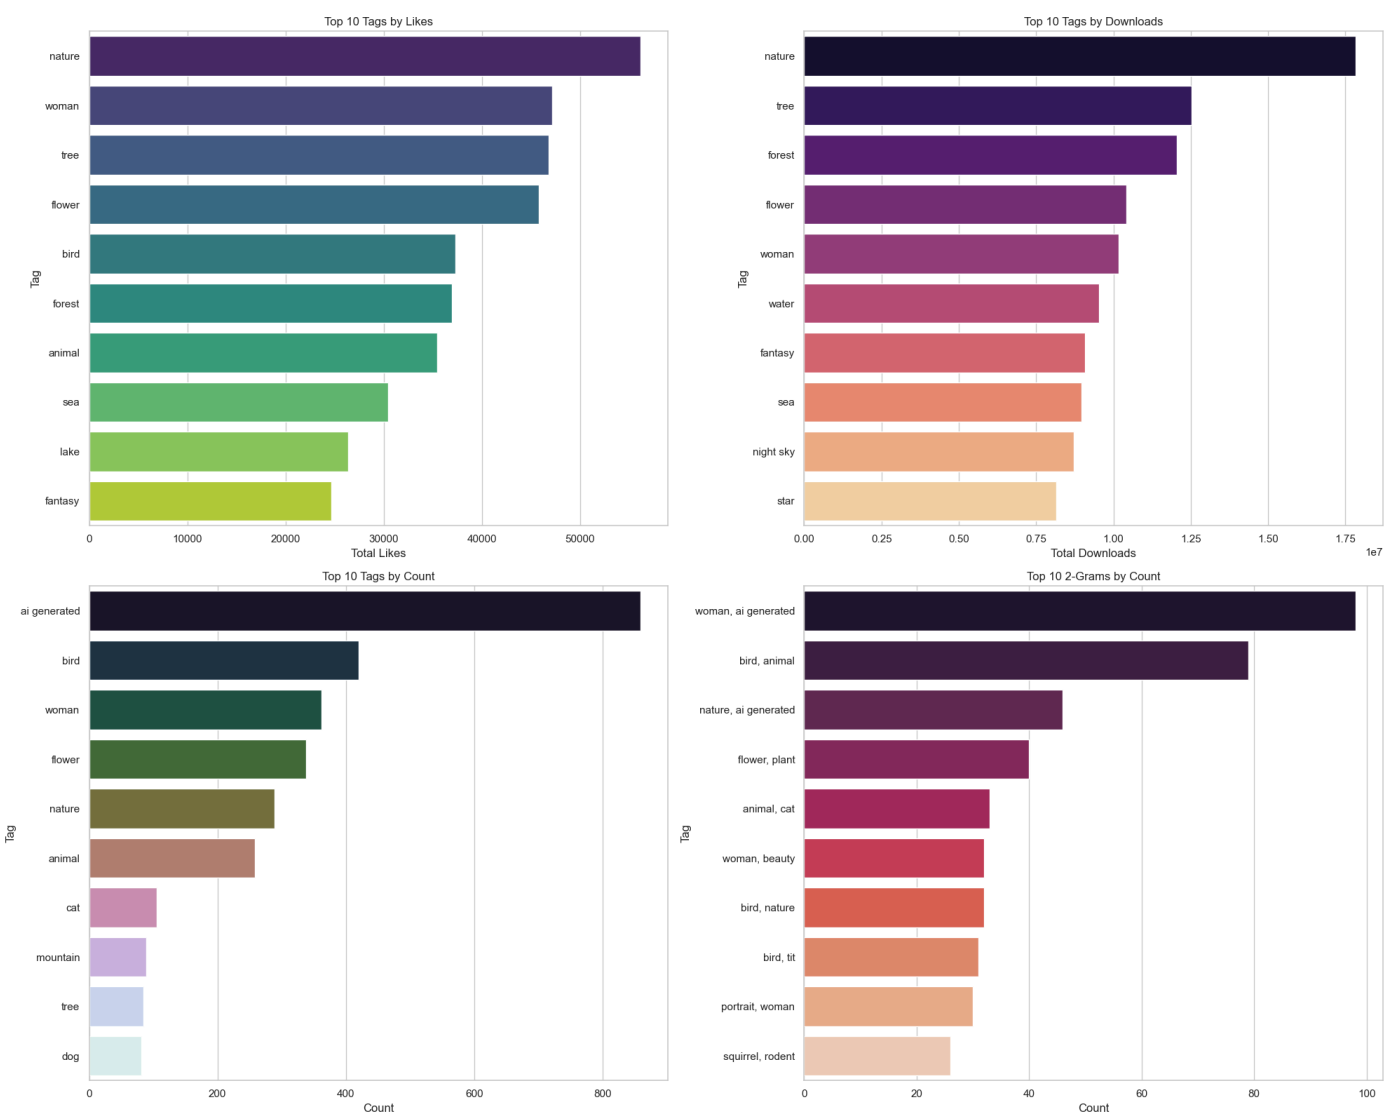 Top 10 Tags by Likes
Tag
nature
woman
tree
flower
bird
forest
animal
sea
lake
fantasy
0 10000 20000 30000 40000 50000
Total Likes
Top 10 Tags by Downloads
Tag
nature
tree
forest
flower
woman
water
fantasy
sea
night sky
star
0.00 0.25 0.50 0.75 1.00 1.25 1.50 1.75
1e7
Total Downloads
Top 10 Tags by Count
Tag
ai generated
bird
woman
flower
nature
animal
cat
mountain
tree
dog
0 200 400 600 800
Count
Top 10 2-Grams by Count
Tag
woman, ai generated
bird, animal
nature, ai generated
flower, plant
animal, cat
woman, beauty
bird, nature
bird, tit
portrait, woman
squirrel, rodent
0 20 40 60 80 100
Count